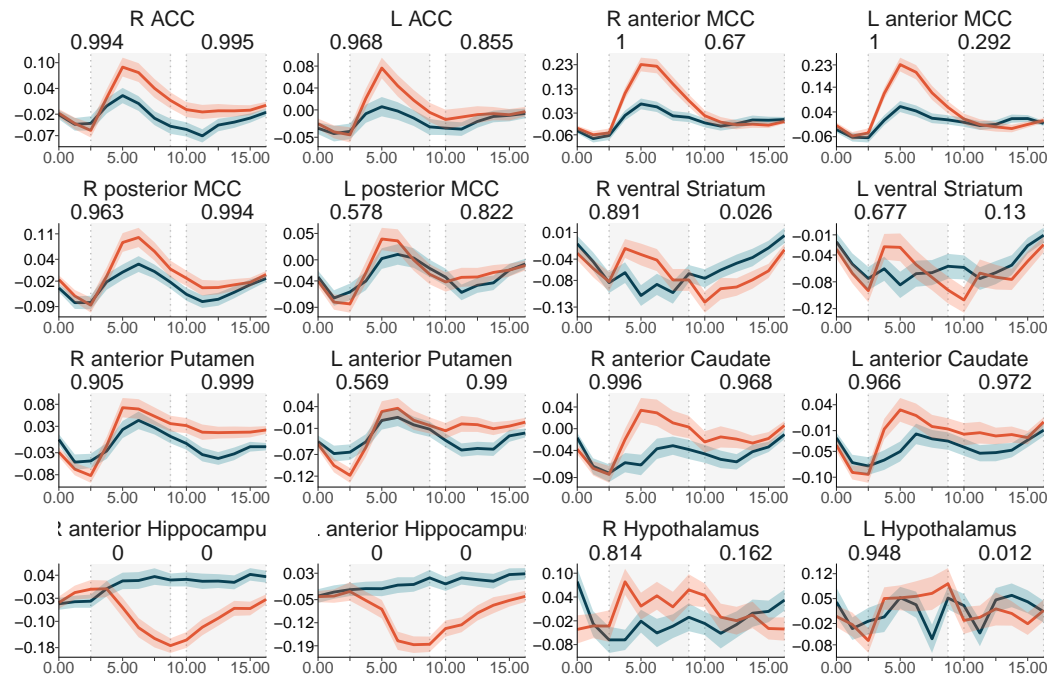 R ACC L ACC R anterior MCC L anterior MCC
0.994 0.995 0.968 0.855 1 0.67 1 0.292
0.10 0.08 0.23 0.23
0.04 0.04 0.13 0.14
−0.02 0.00 0.03 0.04
−0.07 −0.05 −0.06 −0.06
0.00 5.00 10.00 15.00 0.00 5.00 10.00 15.00 0.00 5.00 10.00 15.00 0.00 5.00 10.00 15.00
R posterior MCC L posterior MCC R ventral Striatum L ventral Striatum
0.963 0.994 0.578 0.822 0.891 0.026 0.677 0.13
0.11 0.05 0.01 −0.01
0.04 0.00 −0.04 −0.04
−0.02 −0.04 −0.08 −0.08
−0.09 −0.09 −0.13 −0.12
0.00 5.00 10.00 15.00 0.00 5.00 10.00 15.00 0.00 5.00 10.00 15.00 0.00 5.00 10.00 15.00
R anterior Putamen L anterior Putamen R anterior Caudate L anterior Caudate
0.905 0.999 0.569 0.99 0.996 0.968 0.966 0.972
0.08 0.04 0.04 0.04
0.03 −0.01 0.00 −0.01
−0.03 −0.07 −0.04 −0.05
−0.08 −0.12 −0.09 −0.10
0.00 5.00 10.00 15.00 0.00 5.00 10.00 15.00 0.00 5.00 10.00 15.00 0.00 5.00 10.00 15.00
anterior Hippocampu anterior Hippocampus R Hypothalamus L Hypothalamus
0 0 0 0 0.814 0.162 0.948 0.012
0.04 0.03 0.10 0.12
−0.03 −0.05 0.04 0.05
−0.10 −0.12 −0.02 −0.02
−0.18 −0.19 −0.08 −0.08
0.00 5.00 10.00 15.00 0.00 5.00 10.00 15.00 0.00 5.00 10.00 15.00 0.00 5.00 10.00 15.00